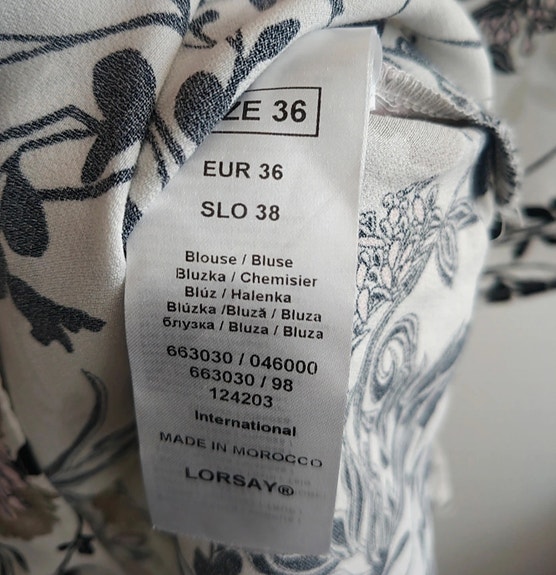 ZE 36
EUR 36
SLO 38
Blouse / Bluse
Bluzka / Chemisier
Blúz / Halenka
Blúzka /Bluză / Bluza
блузка / Bluza / Bluza
663030 / 046000
663030 / 98
124203
International
MADE IN MOROCCO
LORSAY®